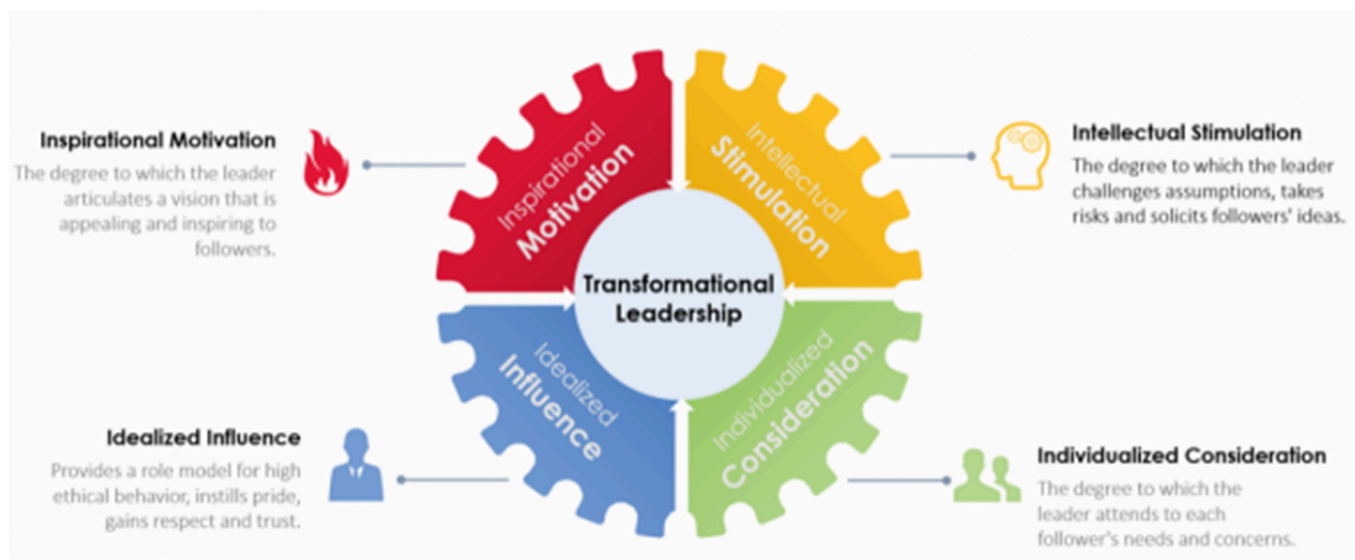 Inspirational Motivation
The degree to which the leader
articulates a vision that is
appealing and inspiring to
followers.
Inspirational
Motivation
Intellectual
Stimulation
Intellectual Stimulation
The degree to which the leader
challenges assumptions, takes
risks and solicits followers' ideas.
Transformational
Leadership
Idealized Influence
Provides a role model for high
ethical behavior, instills pride,
gains respect and trust.
Idealized
Influence
Individualized
Consideration
Individualized Consideration
The degree to which the
leader attends to each
follower's needs and concerns.